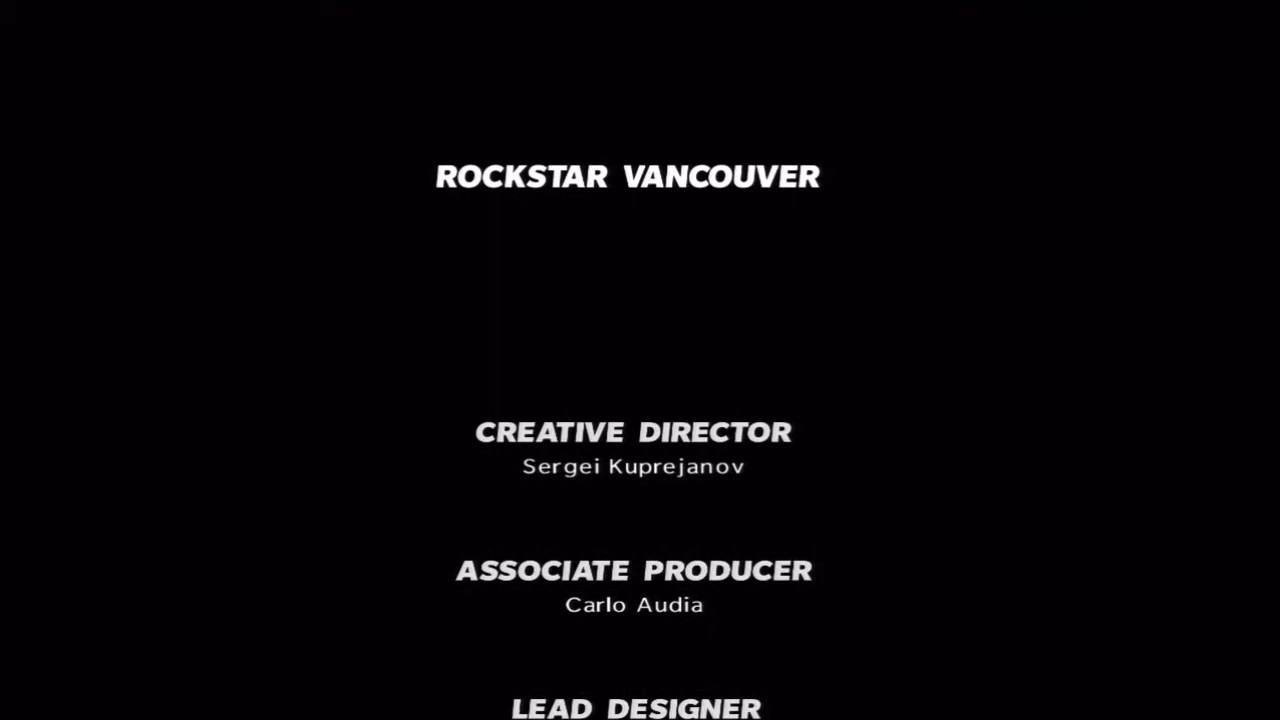 ROCKSTAR VANCOUVER
CREATIVE DIRECTOR
Sergei Kuprejanov
ASSOCIATE PRODUCER
Carlo Audia
LEAD DESIGNER